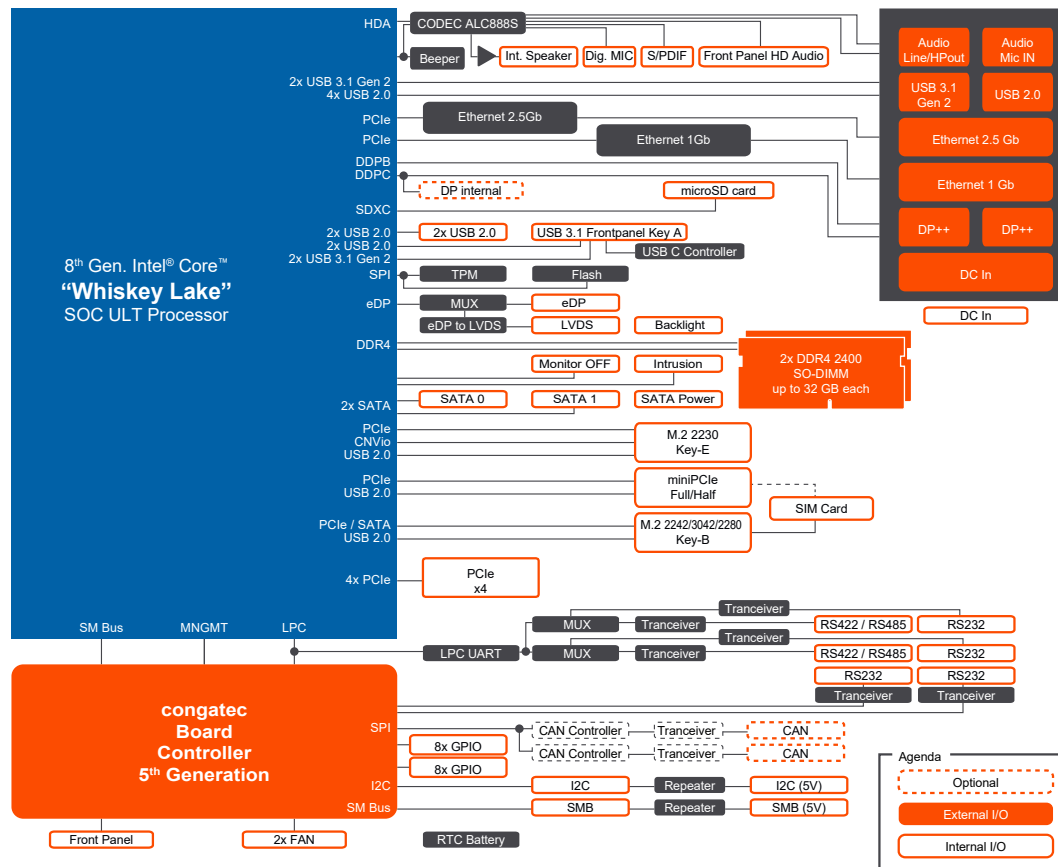 HDA
CODEC ALC888S
Beeper
Int. Speaker
Dig. MIC
S/PDIF
Front Panel HD Audio
Audio
Line/HPout
Audio
Mic IN
2x USB 3.1 Gen 2
4x USB 2.0
USB 3.1
Gen 2
USB 2.0
PCIe
Ethernet 2.5Gb
Ethernet 2.5 Gb
PCIe
Ethernet 1Gb
Ethernet 1 Gb
DDPB
DDPC
DP internal
microSD card
SDXC
DP++
DP++
2x USB 2.0
2x USB 2.0
USB 3.1 Frontpanel Key A
2x USB 2.0
2x USB 3.1 Gen 2
USB C Controller
DC In
8th Gen. Intel® Core™
“Whiskey Lake”
SOC ULT Processor
SPI
TPM
Flash
eDP
MUX
eDP
DC In
eDP to LVDS
LVDS
Backlight
DDR4
2x DDR4 2400
SO-DIMM
up to 32 GB each
Monitor OFF
Intrusion
2x SATA
SATA 0
SATA 1
SATA Power
PCIe
CNVio
USB 2.0
M.2 2230
Key-E
PCIe
USB 2.0
miniPCIe
Full/Half
SIM Card
PCIe / SATA
USB 2.0
M.2 2242/3042/2280
Key-B
4x PCIe
PCIe
x4
SM Bus
MNGMT
LPC
Tranceiver
MUX
Tranceiver
RS422 / RS485
RS232
Tranceiver
LPC UART
MUX
Tranceiver
RS422 / RS485
RS232
RS232
RS232
Tranceiver
Tranceiver
congatec
Board
Controller
5th Generation
SPI
CAN Controller
Tranceiver
CAN
8x GPIO
CAN Controller
Tranceiver
CAN
8x GPIO
I2C
I2C
Repeater
I2C (5V)
SM Bus
SMB
Repeater
SMB (5V)
Front Panel
2x FAN
RTC Battery
Agenda
Optional
External I/O
Internal I/O